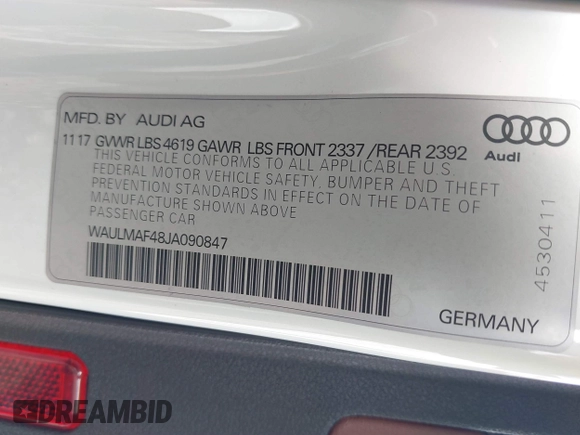 MFD. BY AUDI AG
Audi
11 17 GVWR LBS 4619 GAWR LBS FRONT 2337 /REAR 2392
THIS VEHICLE CONFORMS TO ALL APPLICABLE U.S.
FEDERAL MOTOR VEHICLE SAFETY, BUMPER AND THEFT
PREVENTION STANDARDS IN EFFECT ON THE DATE OF
MANUFACTURE SHOWN ABOVE
PASSENGER CAR
WAULMAF48JA090847
4530411
GERMANY
DREAMBID